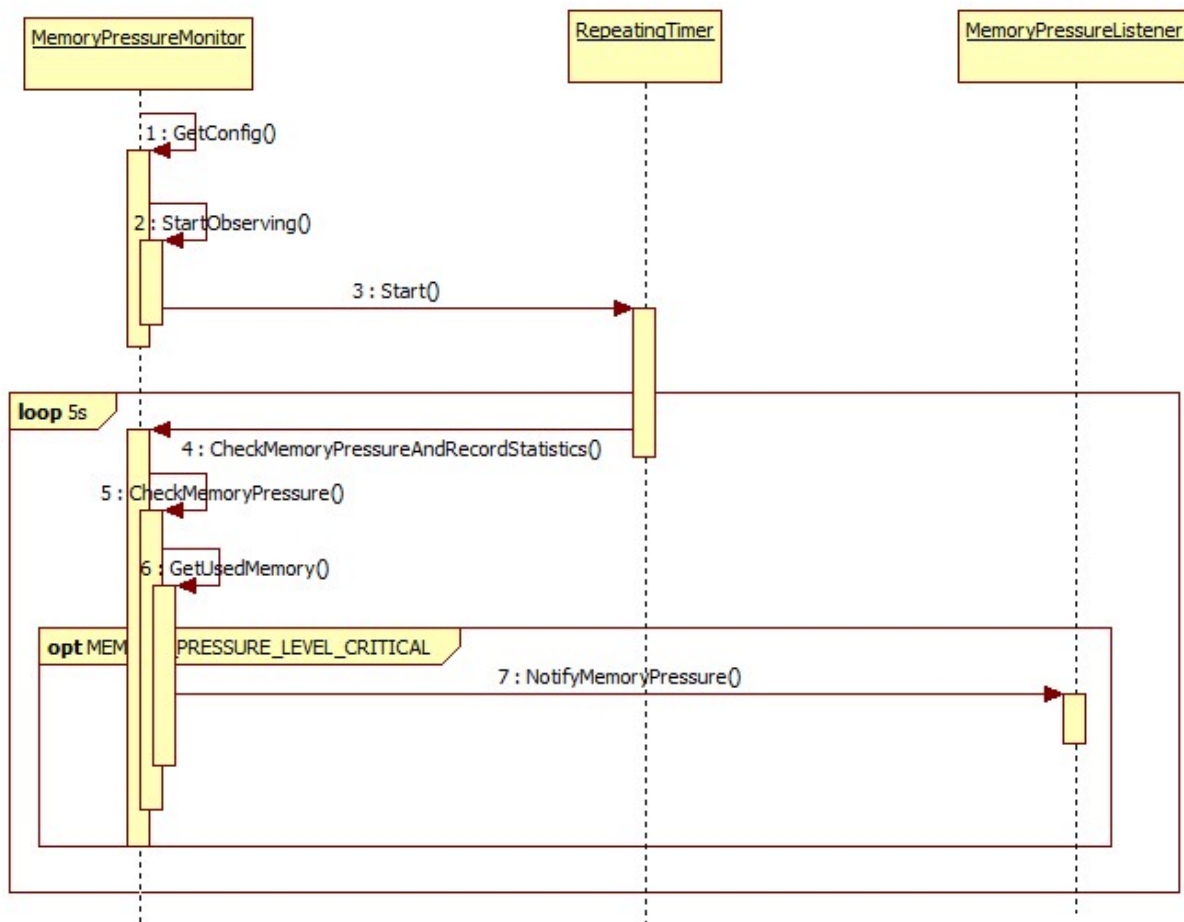 MemoryPressureMonitor
RepeatingTimer
MemoryPressureListener
1 : GetConfig()
2 : StartObserving()
3 : Start()
loop 5s
4 : CheckMemoryPressureAndRecordStatistics()
5 : CheckMemoryPressure()
6 : GetUsedMemory()
opt MEM PRESSURE_LEVEL_CRITICAL
7 : NotifyMemoryPressure()